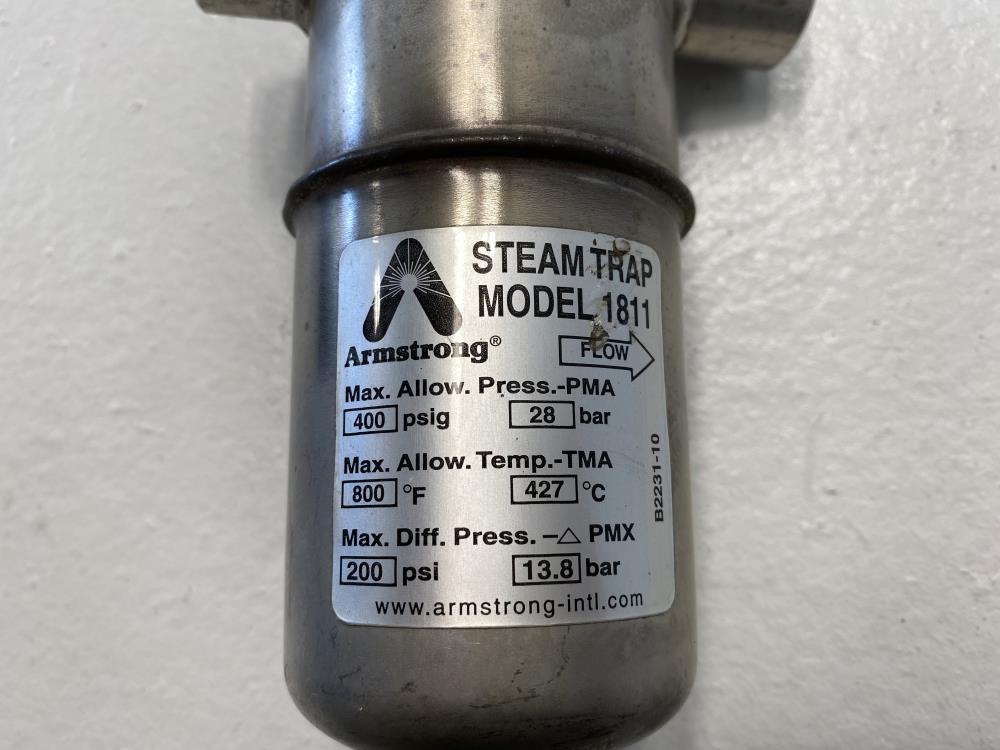 STEAM TRAP
MODEL 1811
Armstrong®
FLOW
Max. Allow. Press.-PMA
400 psig 28 bar
Max. Allow. Temp.-TMA
800 °F 427 °C
Max. Diff. Press. –△ PMX
200 psi 13.8 bar
www.armstrong-intl.com
B2231-10